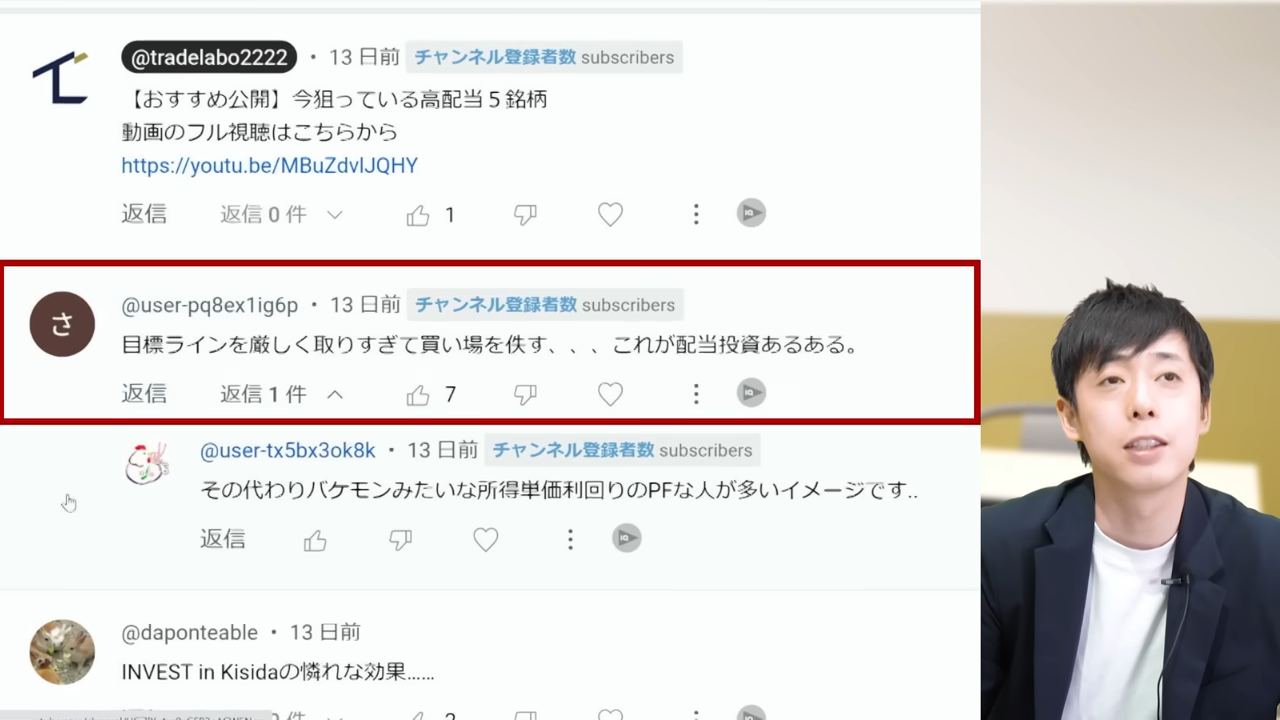 @tradelabo2222 • 13 日前 チャンネル登録者数 subscribers
【おすすめ公開】今狙っている高配当５銘柄
動画のフル視聴はこちらから
https://youtu.be/MBuZdvlJQHY
返信 返信 0 件 1
さ
@user-pq8ex1ig6p • 13 日前 チャンネル登録者数 subscribers
目標ラインを厳しく取りすぎて買い場を佚す、、、これが配当投資あるある。
返信 返信 1 件 7
@user-tx5bx3ok8k • 13 日前 チャンネル登録者数 subscribers
その代わりバケモンみたいな所得単価利回りのPFな人が多いイメージです..
返信
@daponteable • 13 日前
INVEST in Kisidaの憐れな効果......